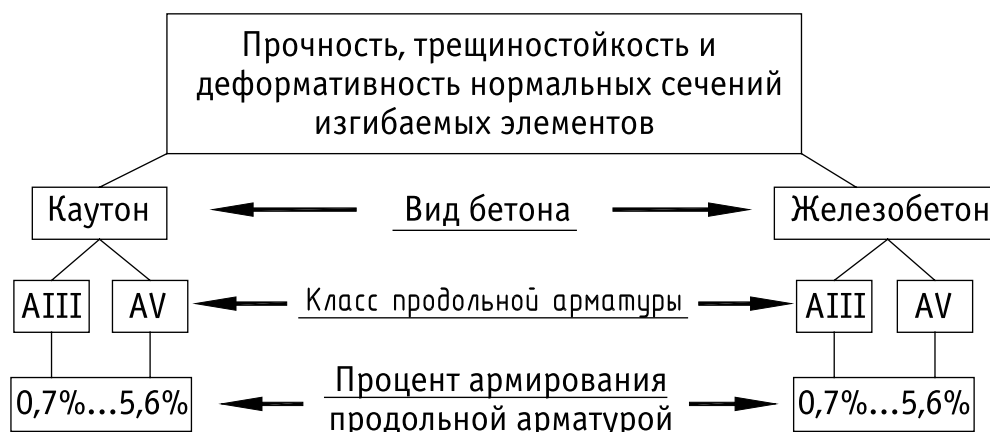 Прочность, трещиностойкость и
деформативность нормальных сечений
изгибаемых элементов
Каутон
Вид бетона
Железобетон
AIII
AV
Класс продольной арматуры
AIII
AV
0,7%...5,6%
Процент армирования
продольной арматурой
0,7%...5,6%